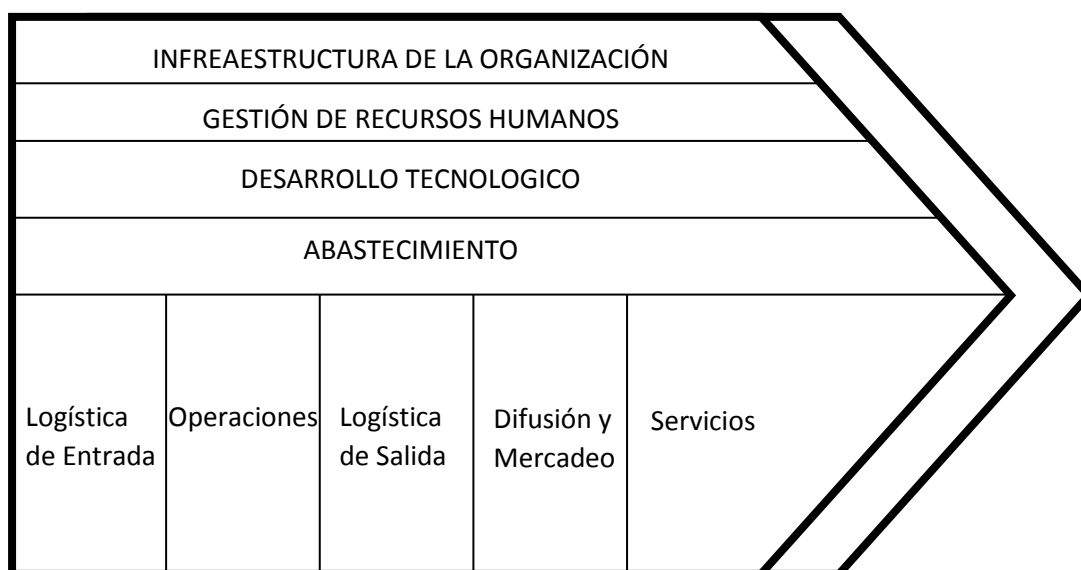 INFREAESTRUCTURA DE LA ORGANIZACIÓN
GESTIÓN DE RECURSOS HUMANOS
DESARROLLO TECNOLOGICO
ABASTECIMIENTO
Logística
de Entrada
Operaciones
Logística
de Salida
Difusión y
Mercadeo
Servicios